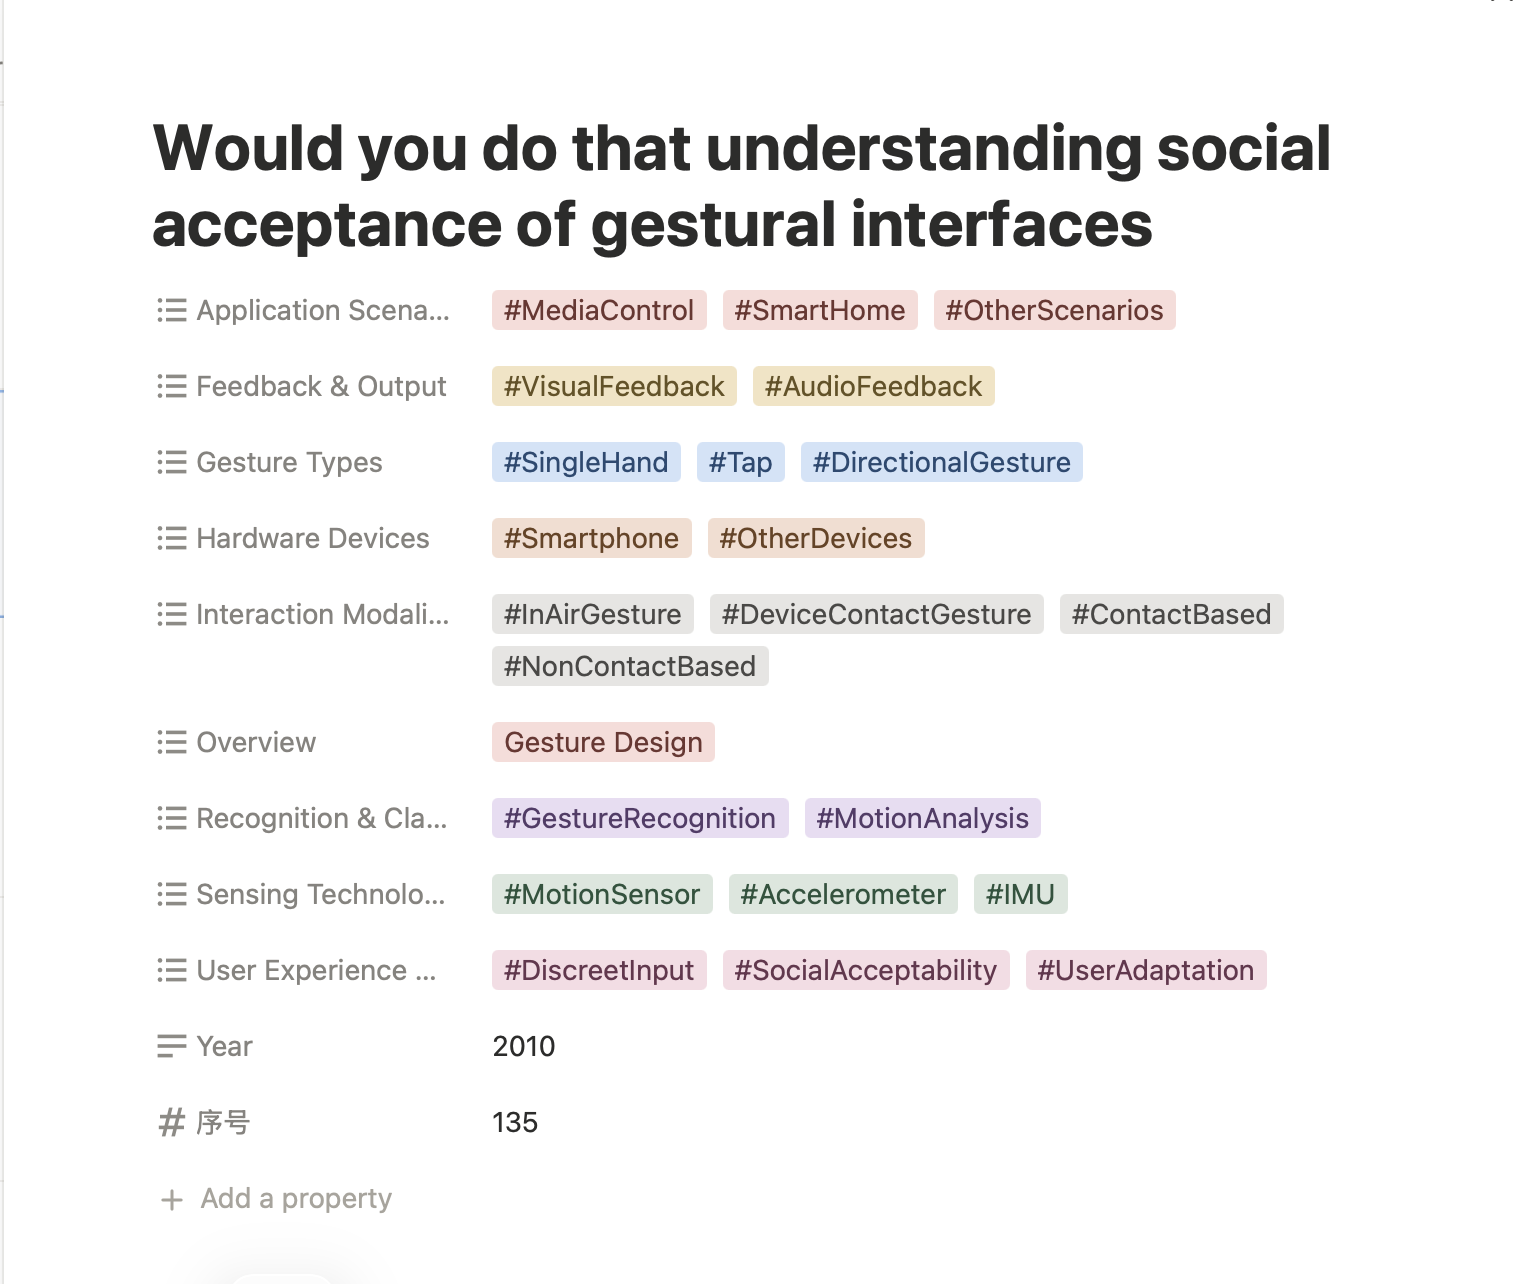 Would you do that understanding social
acceptance of gestural interfaces
Application Scena... #MediaControl #SmartHome #OtherScenarios
Feedback & Output #VisualFeedback #AudioFeedback
Gesture Types #SingleHand #Tap #DirectionalGesture
Hardware Devices #Smartphone #OtherDevices
Interaction Modali... #InAirGesture #DeviceContactGesture #ContactBased
#NonContactBased
Overview Gesture Design
Recognition & Cla... #GestureRecognition #MotionAnalysis
Sensing Technolo... #MotionSensor #Accelerometer #IMU
User Experience ... #DiscreetInput #SocialAcceptability #UserAdaptation
Year 2010
# 序号 135
+ Add a property